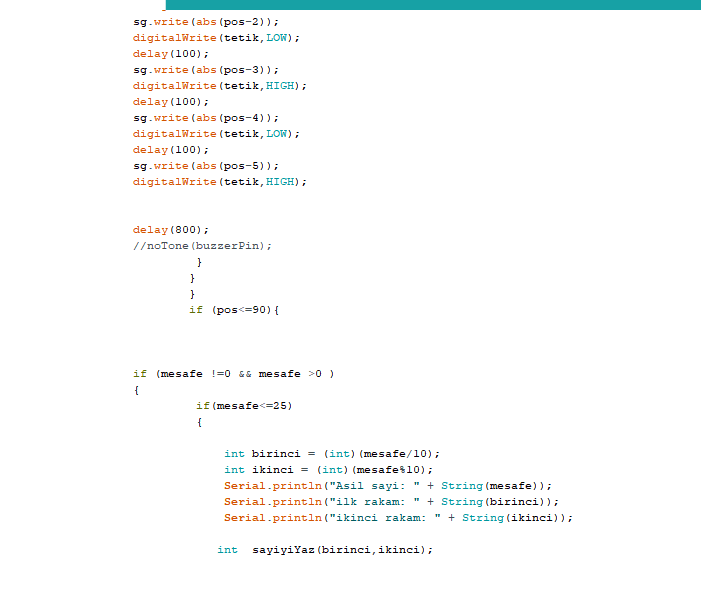 sg.write(abs(pos-2));
digitalWrite(tetik,LOW);
delay(100);
sg.write(abs(pos-3));
digitalWrite(tetik,HIGH);
delay(100);
sg.write(abs(pos-4));
digitalWrite(tetik,LOW);
delay(100);
sg.write(abs(pos-5));
digitalWrite(tetik,HIGH);
delay(800);
//noTone(buzzerPin);
}
}
}
if (pos<=90){
if (mesafe !=0 && mesafe >0 )
{
if(mesafe<=25)
{
int birinci = (int)(mesafe/10);
int ikinci = (int)(mesafe%10);
Serial.println("Asil sayi: " + String(mesafe));
Serial.println("ilk rakam: " + String(birinci));
Serial.println("ikinci rakam: " + String(ikinci));
int  sayiyiYaz(birinci,ikinci);